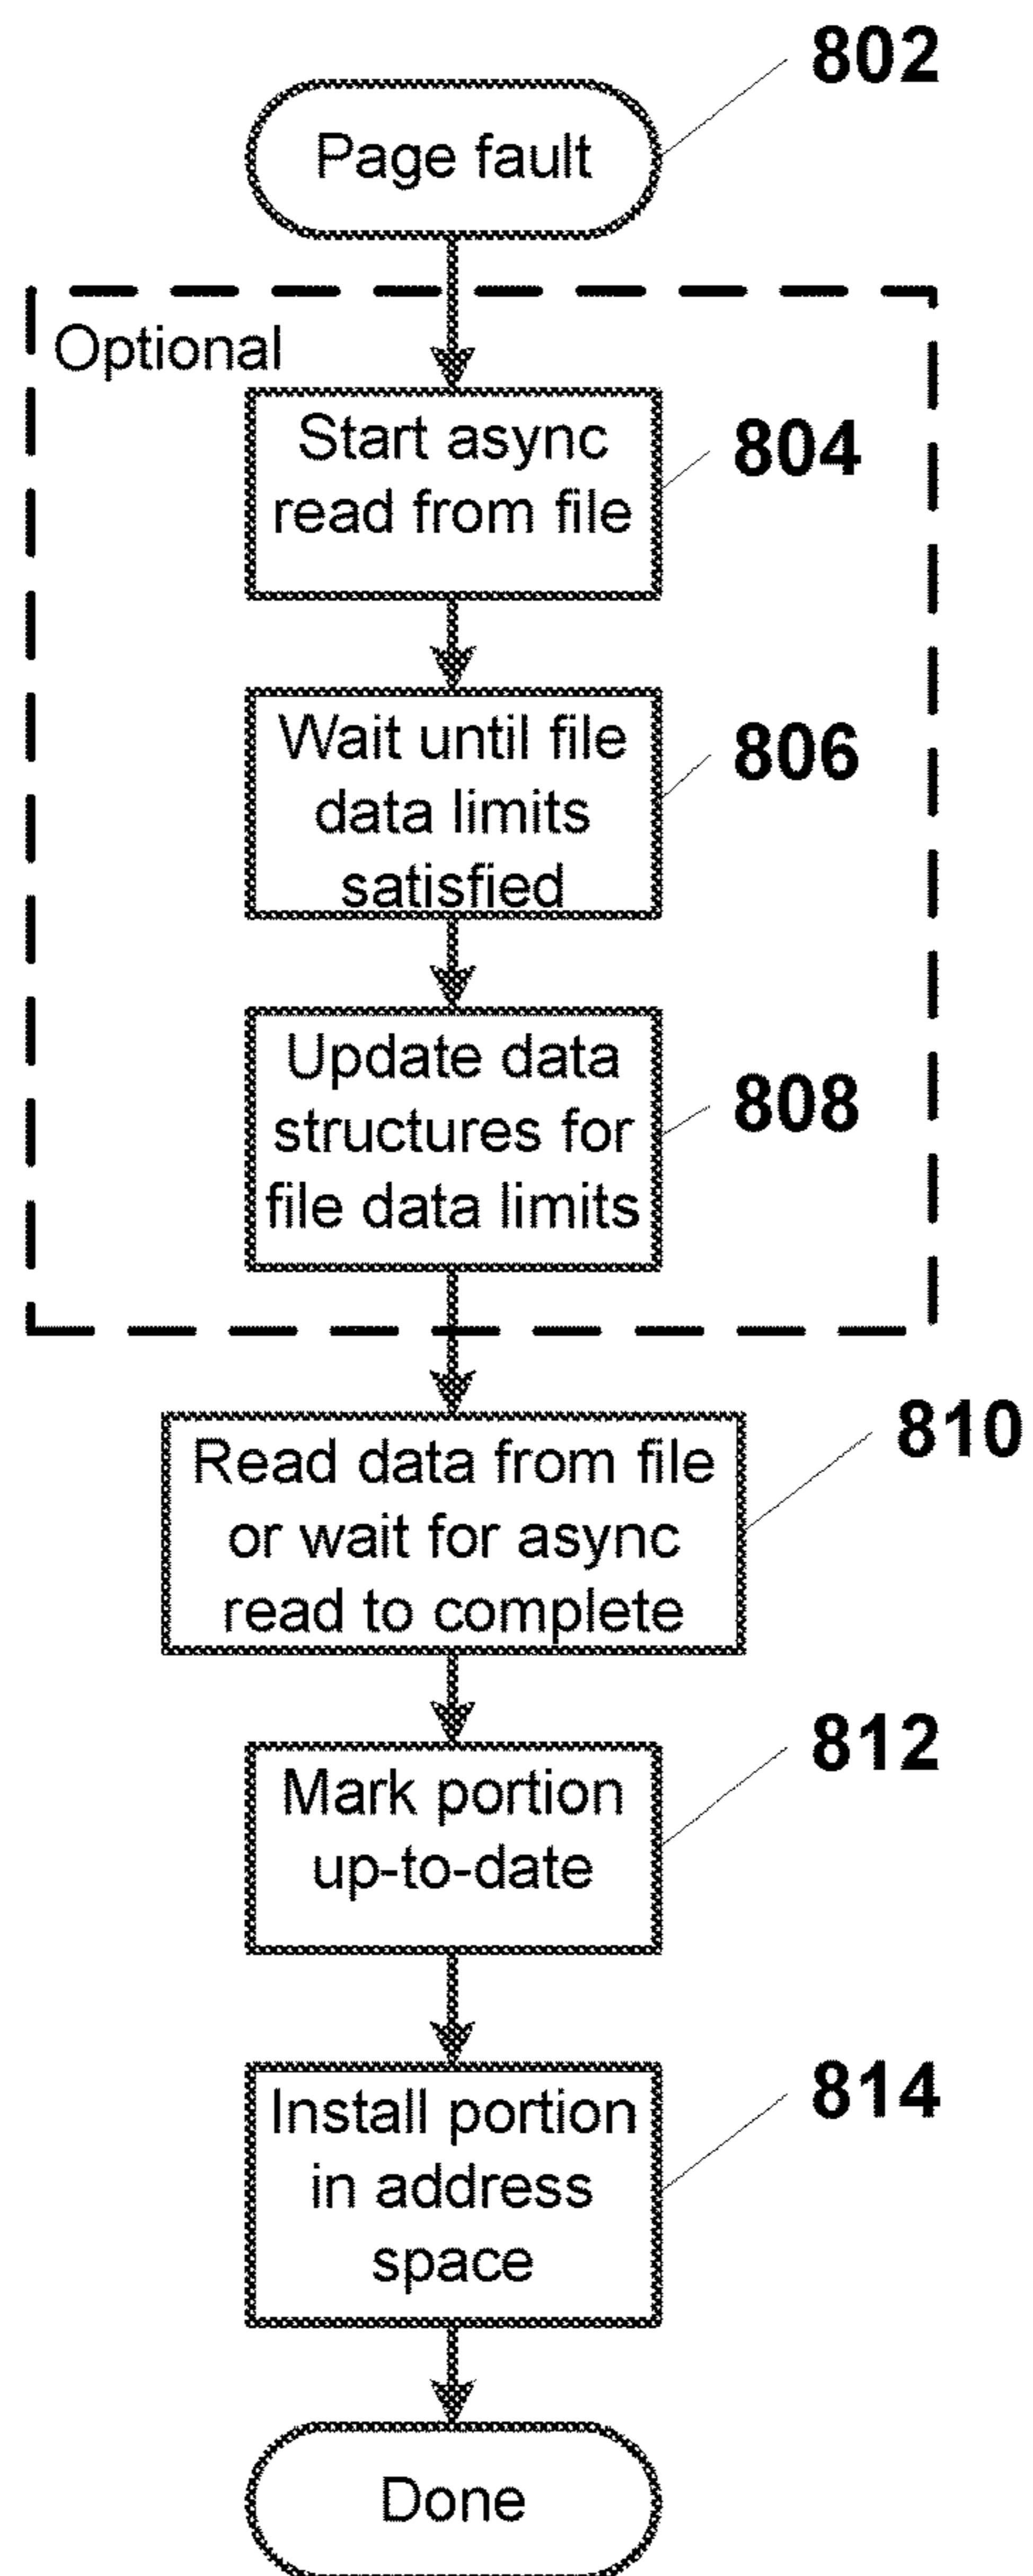 802
Page fault
Optional
Start async
read from file
804
Wait until file
data limits
satisfied
806
Update data
structures for
file data limits
808
Read data from file
or wait for async
read to complete
810
Mark portion
up-to-date
812
Install portion
in address
space
814
Done